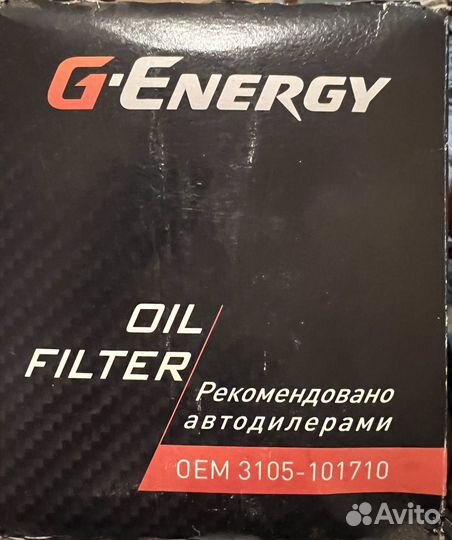 G-ENERGY
OIL
FILTER
Рекомендовано
автодилерами
OEM 3105-101710
Avito